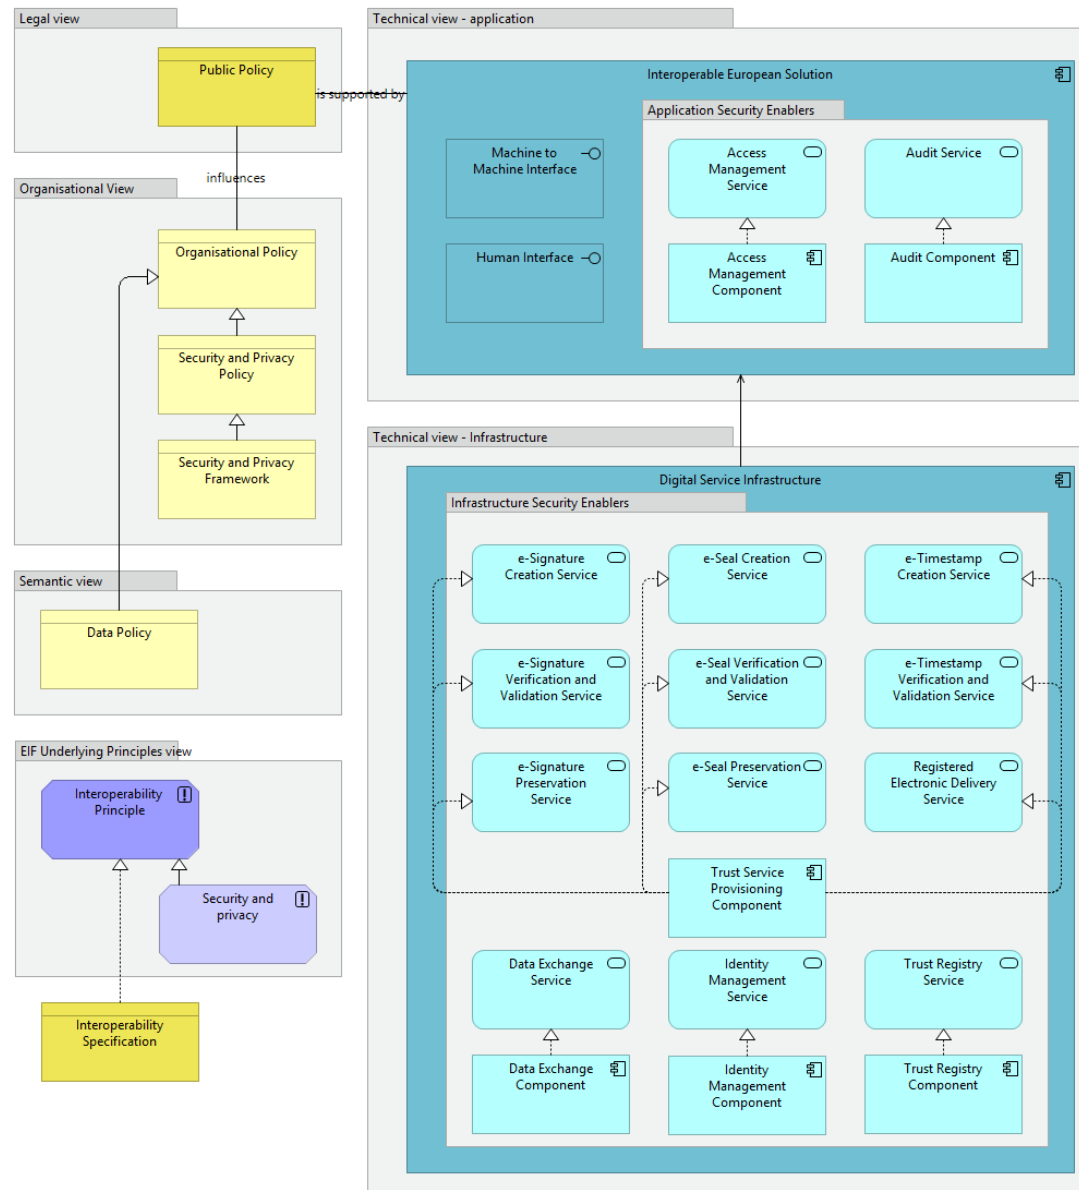 Legal view
Public Policy
is supported by
influences
Organisational View
Organisational Policy
Security and Privacy
Policy
Security and Privacy
Framework
Semantic view
Data Policy
EIF Underlying Principles view
Interoperability
Principle
Security and
privacy
Interoperability
Specification
Technical view - application
Interoperable European Solution
Application Security Enablers
Machine to
Machine Interface
Access
Management
Service
Audit Service
Human Interface
Access
Management
Component
Audit Component
Technical view - Infrastructure
Digital Service Infrastructure
Infrastructure Security Enablers
e-Signature
Creation Service
e-Seal Creation
Service
e-Timestamp
Creation Service
e-Signature
Verification and
Validation Service
e-Seal Verification
and Validation
Service
e-Timestamp
Verification and
Validation Service
e-Signature
Preservation
Service
e-Seal Preservation
Service
Registered
Electronic Delivery
Service
Trust Service
Provisioning
Component
Data Exchange
Service
Identity
Management
Service
Trust Registry
Service
Data Exchange
Component
Identity
Management
Component
Trust Registry
Component